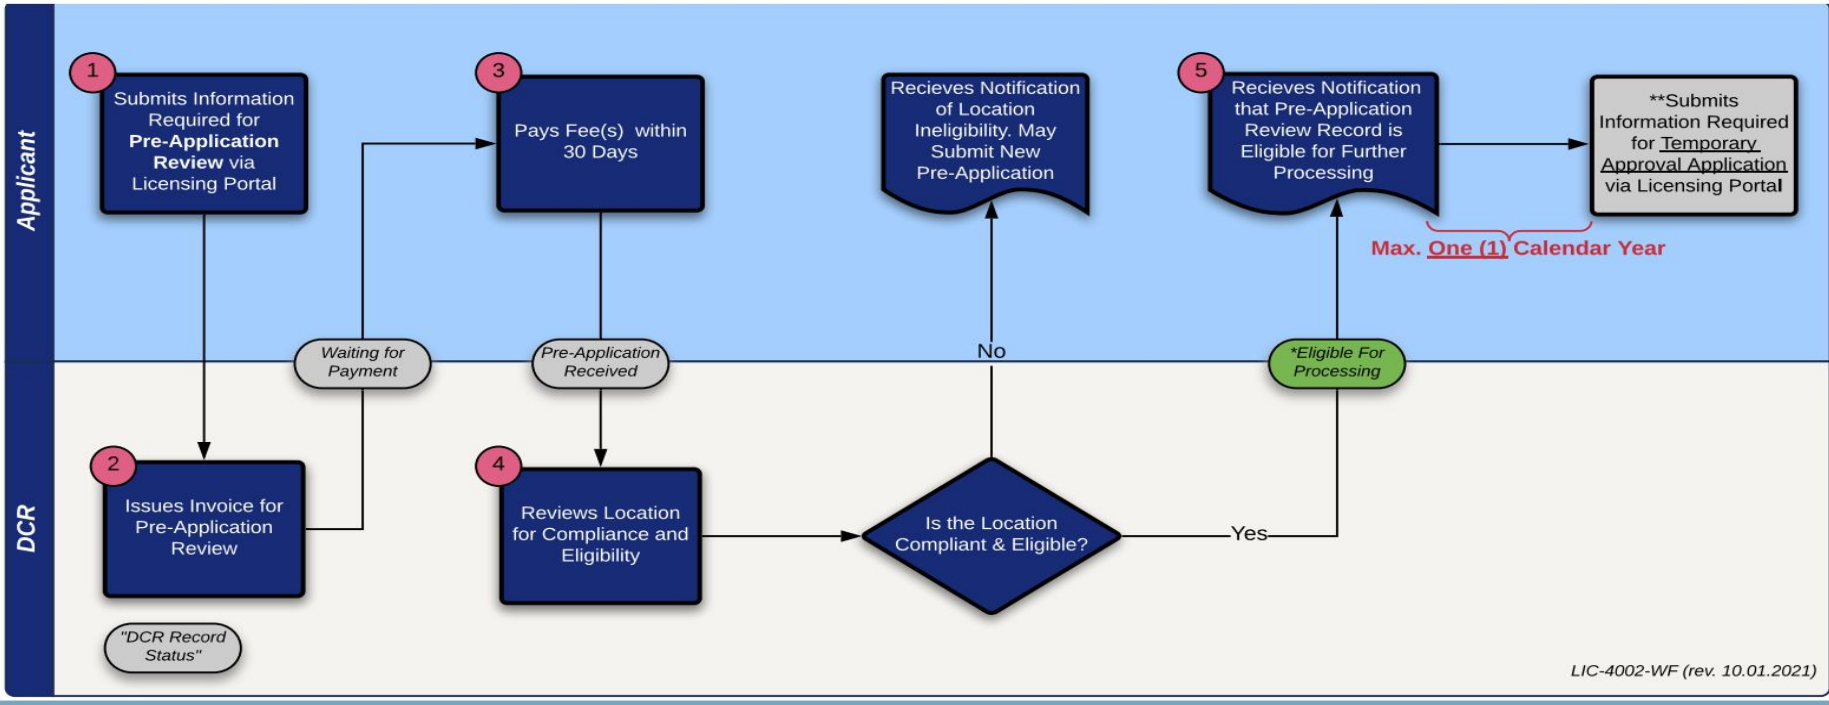 Applicant
1
Submits Information
Required for
Pre-Application
Review via
Licensing Portal
3
Pays Fee(s) within
30 Days
Recieves Notification
of Location
Ineligibility. May
Submit New
Pre-Application
5
Recieves Notification
that Pre-Application
Review Record is
Eligible for Further
Processing
**Submits
Information Required
for Temporary
Approval Application
via Licensing Portal
Max. One (1) Calendar Year
Waiting for
Payment
Pre-Application
Received
No
*Eligible For
Processing
DCR
2
Issues Invoice for
Pre-Application
Review
4
Reviews Location
for Compliance and
Eligibility
Is the Location
Compliant & Eligible?
Yes
"DCR Record
Status"
LIC-4002-WF (rev. 10.01.2021)